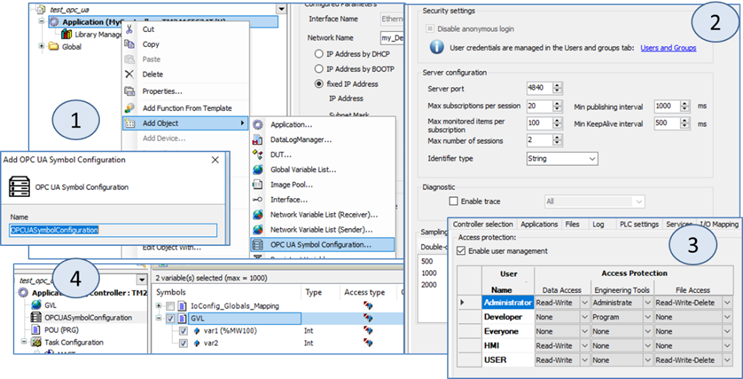 test_opc_ua
Application (MyController: TM241CEC24T/U)
Library Manage
Global
Cut
Copy
Paste
Delete
Properties...
Add Function From Template
Add Object
Add Device...
Edit Object With...
Application...
DataLogManager...
DUT...
Global Variable List...
Image Pool...
Interface...
Network Variable List (Receiver)...
Network Variable List (Sender)...
OPC UA Symbol Configuration...
Configured Parameters
Interface Name Ethernet
Network Name my_De
IP Address by DHCP
IP Address by BOOTP
fixed IP Address
IP Address
Subnet Mask
1
Add OPC UA Symbol Configuration
OPC UA Symbol Configuration
Name
OPCUASymbolConfiguration
2
Security settings
Disable anonymous login
User credentials are managed in the Users and groups tab: Users and Groups
Server configuration
Server port 4840
Max subscriptions per session 20 Min publishing interval 1000 ms
Max monitored items per subscription 100 Min KeepAlive interval 500 ms
Max number of sessions 2
Identifier type String
Diagnostic
Enable trace All
Sampling
Double-c
500
1000
2000
3
Controller selection Applications Files Log PLC settings Services I/O Mapping
Access protection:
Enable user management
User Access Protection
Name Data Access Engineering Tools File Access
Administrator Read-Write Administrate Read-Write-Delete
Developer None Program None
Everyone None None None
HMI Read-Write None None
USER Read-Write None Read-Write-Delete
4
test_opc_
GVL
OPCUASymbolConfiguration
POU (PRG)
Task Configuration
2 variable(s) selected (max = 1000)
Symbols Type Access type
IoConfig_Globals_Mapping
GVL
var1 (%MW100) Int
var2 Int